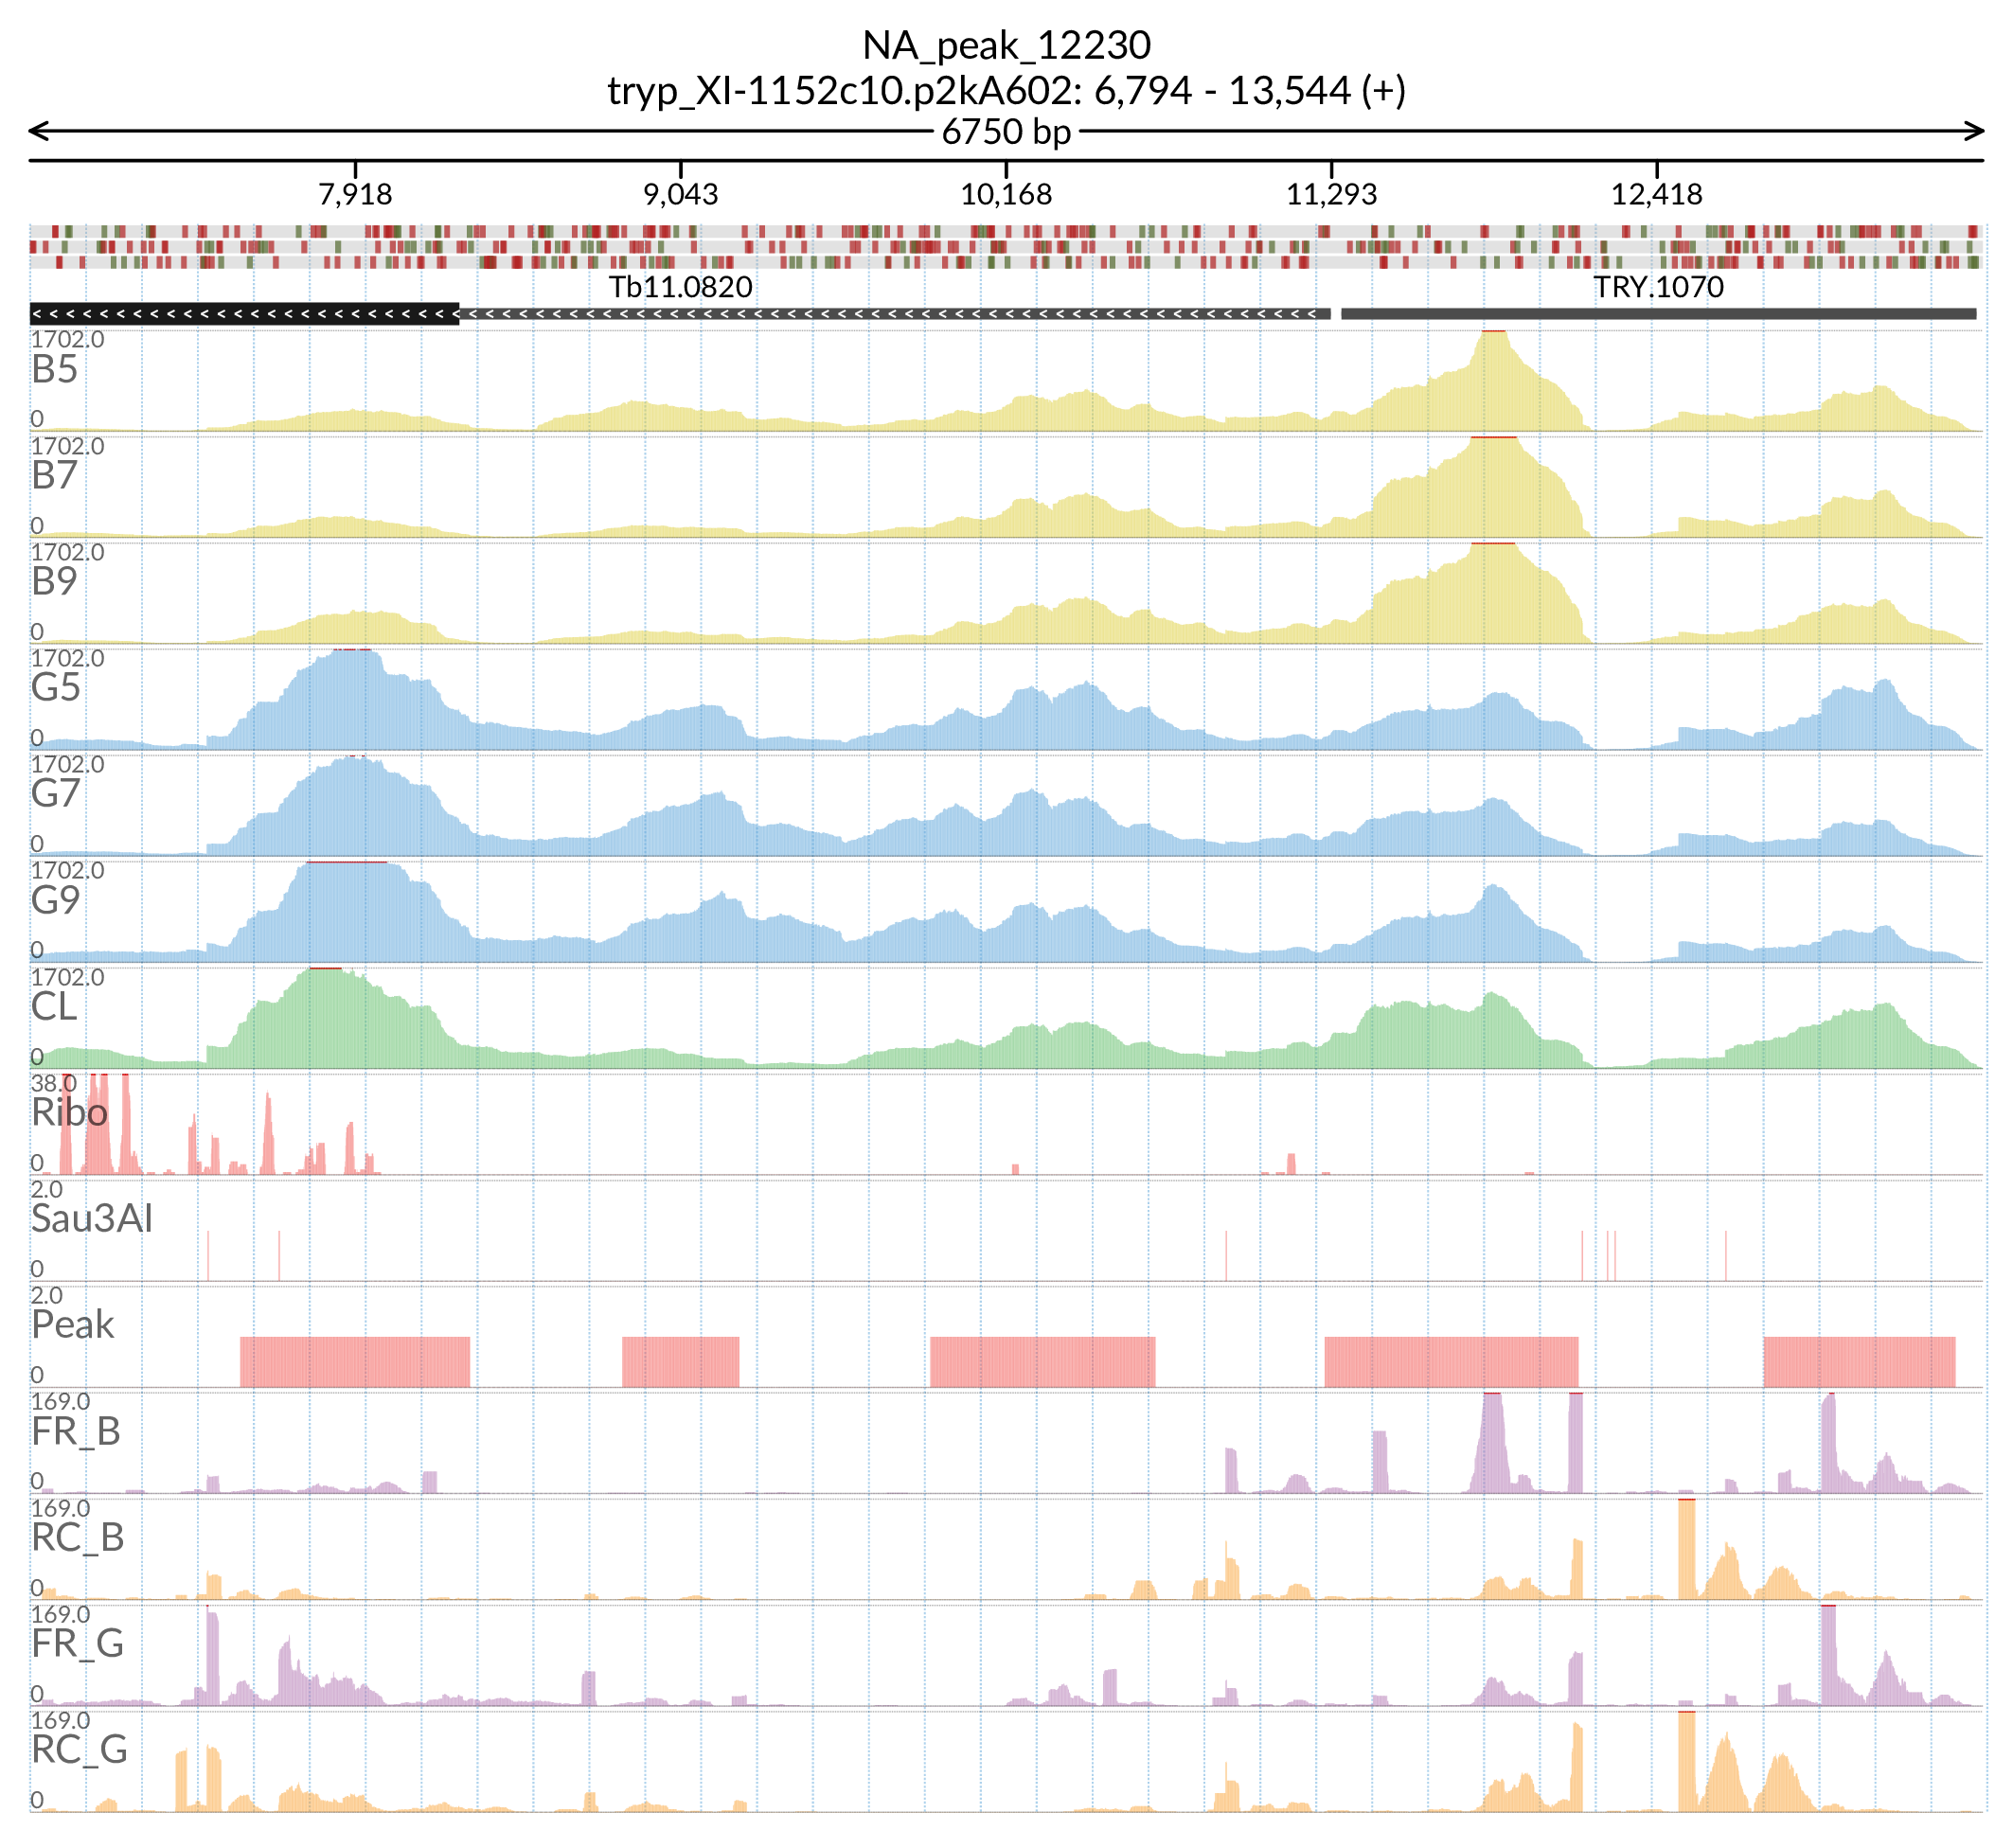 NA_peak_12230
tryp_XI-1152c10.p2kA602: 6,794 - 13,544 (+)
6750 bp
7,918 9,043 10,168 11,293 12,418
Tb11.0820 TRY.1070
1702.0
B5
0
1702.0
B7
0
1702.0
B9
0
1702.0
G5
0
1702.0
G7
0
1702.0
G9
0
1702.0
CL
0
38.0
Ribo
0
2.0
Sau3AI
0
2.0
Peak
0
169.0
FR_B
0
169.0
RC_B
0
169.0
FR_G
0
169.0
RC_G
0